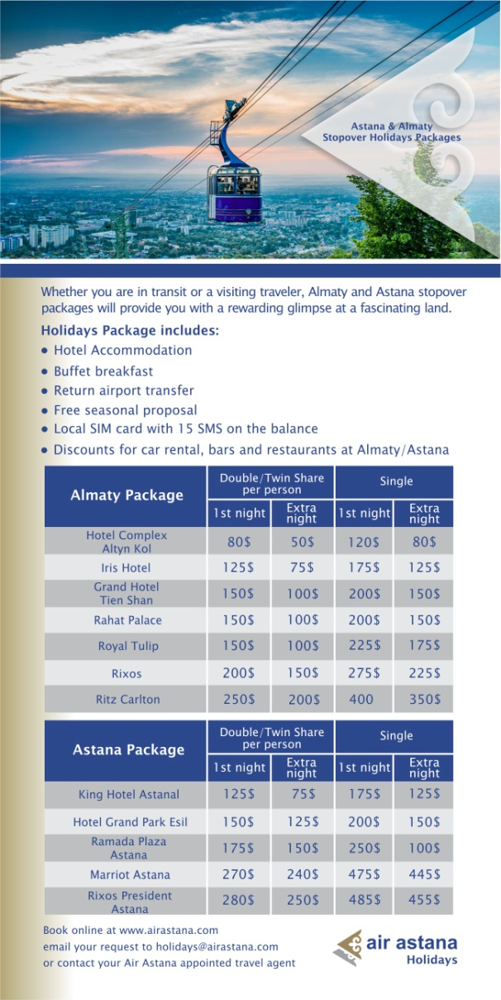 Astana & Almaty
Stopover Holidays Packages
Whether you are in transit or a visiting traveler, Almaty and Astana stopover
packages will provide you with a rewarding glimpse at a fascinating land.
Holidays Package includes:
● Hotel Accommodation
● Buffet breakfast
● Return airport transfer
● Free seasonal proposal
● Local SIM card with 15 SMS on the balance
● Discounts for car rental, bars and restaurants at Almaty/Astana
Almaty Package
Double/Twin Share
per person
Single
1st night Extra night 1st night Extra night
Hotel Complex
Altyn Kol 80$ 50$ 120$ 80$
Iris Hotel 125$ 75$ 175$ 125$
Grand Hotel
Tien Shan 150$ 100$ 200$ 150$
Rahat Palace 150$ 100$ 200$ 150$
Royal Tulip 150$ 100$ 225$ 175$
Rixos 200$ 150$ 275$ 225$
Ritz Carlton 250$ 200$ 400 350$
Astana Package
Double/Twin Share
per person
Single
1st night Extra night 1st night Extra night
King Hotel Astanal 125$ 75$ 175$ 125$
Hotel Grand Park Esil 150$ 125$ 200$ 150$
Ramada Plaza
Astana 175$ 150$ 250$ 100$
Marriot Astana 270$ 240$ 475$ 445$
Rixos President
Astana 280$ 250$ 485$ 455$
Book online at www.airastana.com
email your request to holidays@airastana.com
or contact your Air Astana appointed travel agent
air astana
Holidays